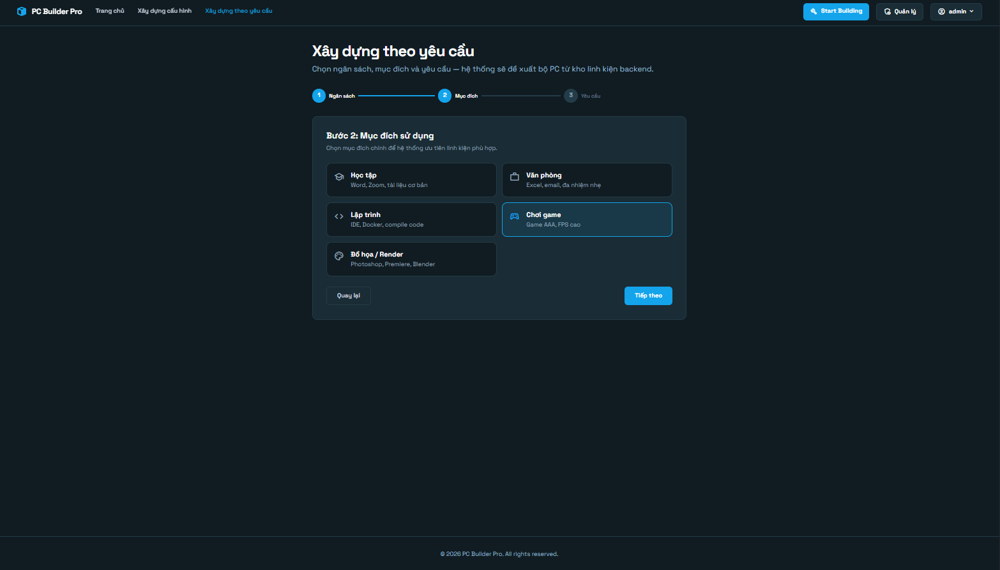 PC Builder Pro Trang chủ Xây dựng cấu hình Xây dựng theo yêu cầu Start Building Quản lý admin
Xây dựng theo yêu cầu
Chọn ngân sách, mục đích và yêu cầu — hệ thống sẽ đề xuất bộ PC từ kho linh kiện backend.
1 Ngân sách 2 Mục đích 3 Yêu cầu
Bước 2: Mục đích sử dụng
Chọn mục đích chính để hệ thống ưu tiên linh kiện phù hợp.
Học tập
Word, Zoom, tài liệu cơ bản
Văn phòng
Excel, email, đa nhiệm nhẹ
Lập trình
IDE, Docker, compile code
Chơi game
Game AAA, FPS cao
Đồ họa / Render
Photoshop, Premiere, Blender
Quay lại Tiếp theo
© 2026 PC Builder Pro. All rights reserved.